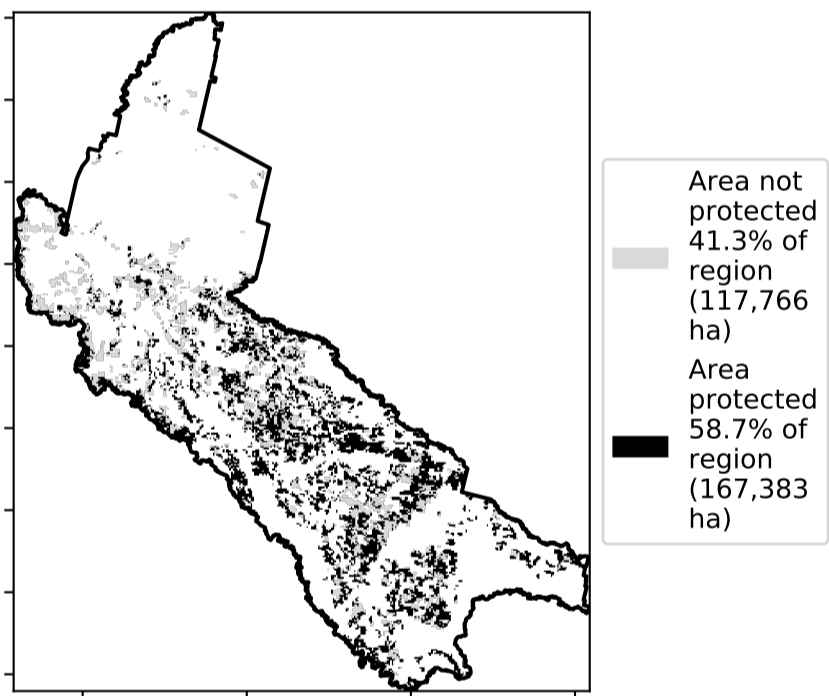 Area not
protected
41.3% of
region
(117,766
ha)
Area
protected
58.7% of
region
(167,383
ha)